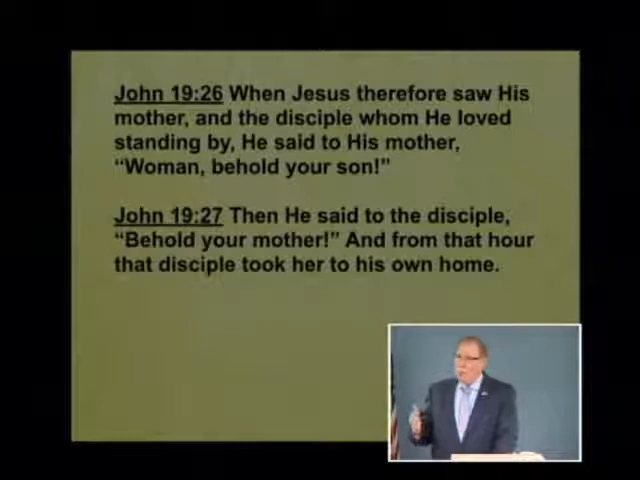 John 19:26 When Jesus therefore saw His
mother, and the disciple whom He loved
standing by, He said to His mother,
“Woman, behold your son!”
John 19:27 Then He said to the disciple,
“Behold your mother!” And from that hour
that disciple took her to his own home.